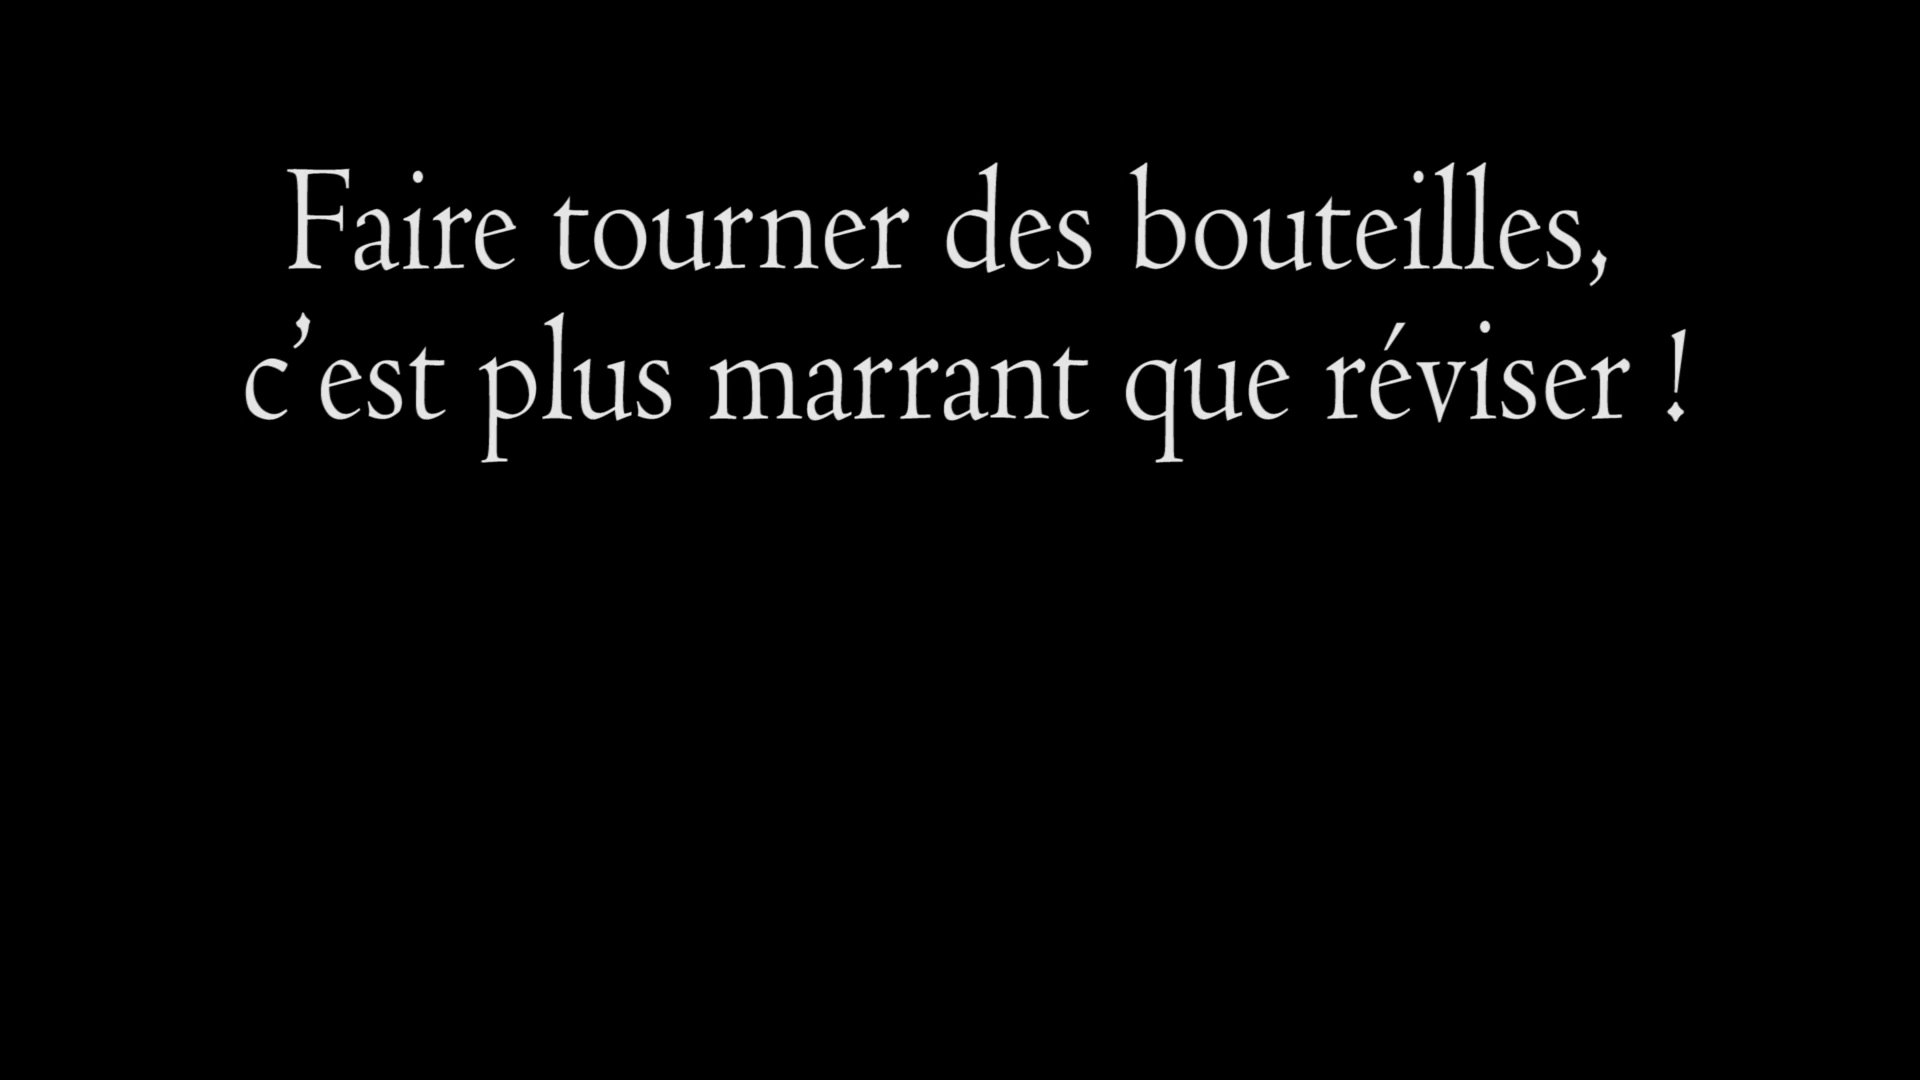 Faire tourner des bouteilles,
c’est plus marrant que réviser !